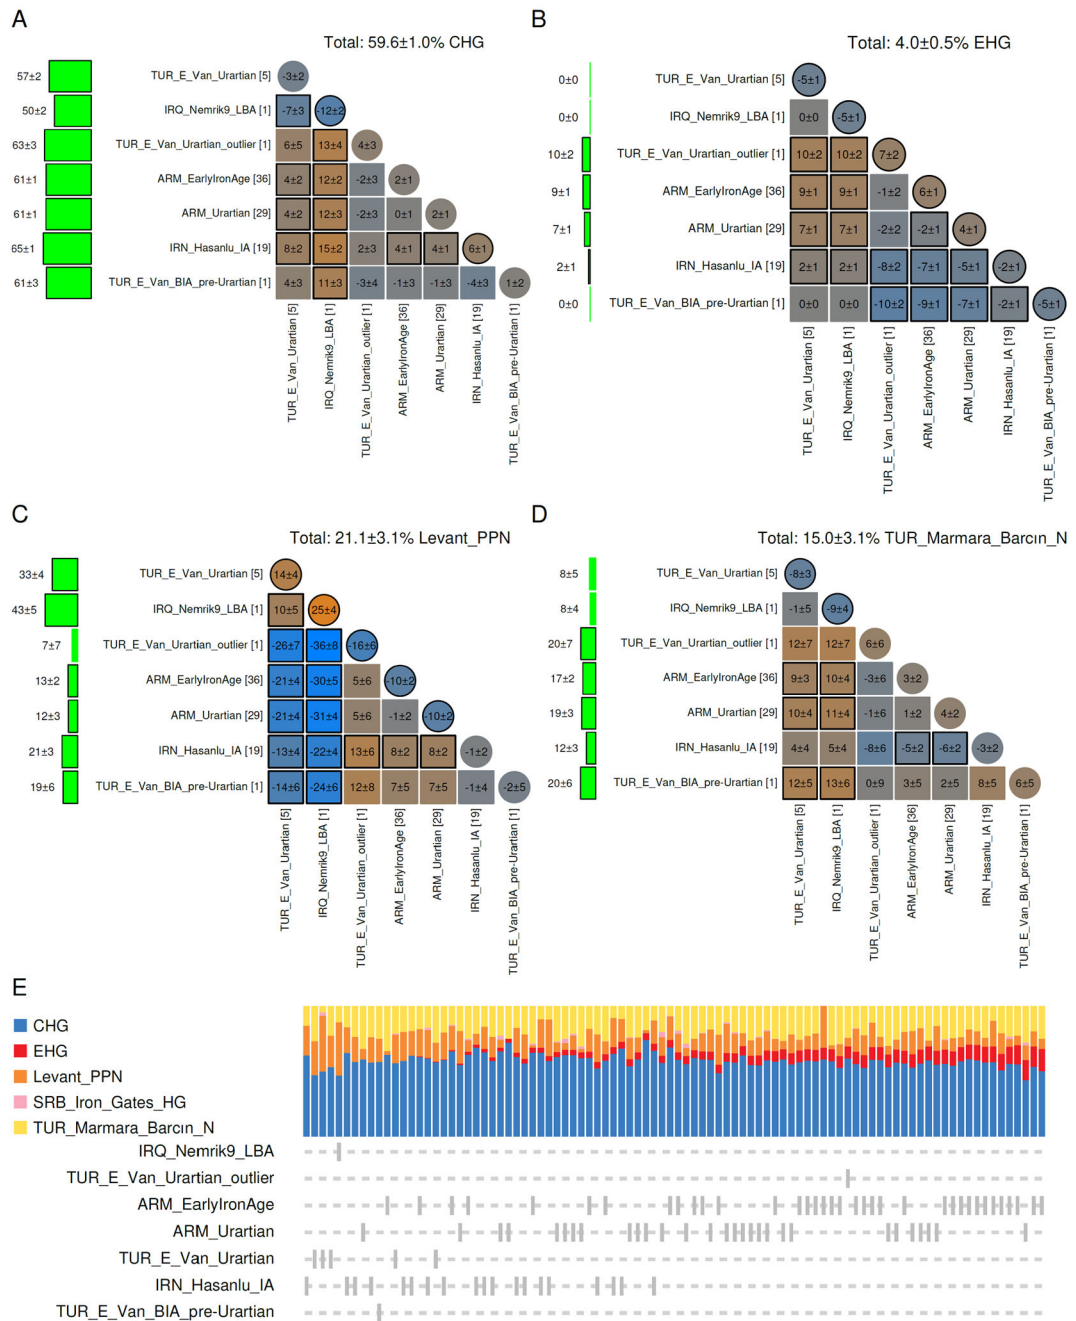 A
Total: 59.6±1.0% CHG
57±2 TUR_E_Van_Urartian [5] -3±2
50±2 IRQ_Nemrik9_LBA [1] -7±3 -12±2
63±3 TUR_E_Van_Urartian_outlier [1] 6±5 13±4 4±3
61±1 ARM_EarlyIronAge [36] 4±2 12±2 -2±3 2±1
61±1 ARM_Urartian [29] 4±2 12±3 -2±3 0±1 2±1
65±1 IRN_Hasanlu_IA [19] 8±2 15±2 2±3 4±1 4±1 6±1
61±3 TUR_E_Van_BIA_pre-Urartian [1] 4±3 11±3 -3±4 -1±3 -1±3 -4±3 1±2
TUR_E_Van_Urartian [5]
IRQ_Nemrik9_LBA [1]
TUR_E_Van_Urartian_outlier [1]
ARM_EarlyIronAge [36]
ARM_Urartian [29]
IRN_Hasanlu_IA [19]
TUR_E_Van_BIA_pre-Urartian [1]
B
Total: 4.0±0.5% EHG
0±0 TUR_E_Van_Urartian [5] -5±1
0±0 IRQ_Nemrik9_LBA [1] 0±0 -5±1
10±2 TUR_E_Van_Urartian_outlier [1] 10±2 10±2 7±2
9±1 ARM_EarlyIronAge [36] 9±1 9±1 -1±2 6±1
7±1 ARM_Urartian [29] 7±1 7±1 -2±2 -2±1 4±1
2±1 IRN_Hasanlu_IA [19] 2±1 2±1 -8±2 -7±1 -5±1 -2±1
0±0 TUR_E_Van_BIA_pre-Urartian [1] 0±0 0±0 -10±2 -9±1 -7±1 -2±1 -5±1
TUR_E_Van_Urartian [5]
IRQ_Nemrik9_LBA [1]
TUR_E_Van_Urartian_outlier [1]
ARM_EarlyIronAge [36]
ARM_Urartian [29]
IRN_Hasanlu_IA [19]
TUR_E_Van_BIA_pre-Urartian [1]
C
Total: 21.1±3.1% Levant_PPN
33±4 TUR_E_Van_Urartian [5] 14±4
43±5 IRQ_Nemrik9_LBA [1] 10±5 25±4
7±7 TUR_E_Van_Urartian_outlier [1] -26±7 -36±8 -16±6
13±2 ARM_EarlyIronAge [36] -21±4 -30±5 5±6 -10±2
12±3 ARM_Urartian [29] -21±4 -31±4 5±6 -1±2 -10±2
21±3 IRN_Hasanlu_IA [19] -13±4 -22±4 13±6 8±2 8±2 -1±2
19±6 TUR_E_Van_BIA_pre-Urartian [1] -14±6 -24±6 12±8 7±5 7±5 -1±4 -2±5
TUR_E_Van_Urartian [5]
IRQ_Nemrik9_LBA [1]
TUR_E_Van_Urartian_outlier [1]
ARM_EarlyIronAge [36]
ARM_Urartian [29]
IRN_Hasanlu_IA [19]
TUR_E_Van_BIA_pre-Urartian [1]
D
Total: 15.0±3.1% TUR_Marmara_Barcın_N
8±5 TUR_E_Van_Urartian [5] -8±3
8±4 IRQ_Nemrik9_LBA [1] -1±5 -9±4
20±7 TUR_E_Van_Urartian_outlier [1] 12±7 12±7 6±6
17±2 ARM_EarlyIronAge [36] 9±3 10±4 -3±6 3±2
19±3 ARM_Urartian [29] 10±4 11±4 -1±6 1±2 4±2
12±3 IRN_Hasanlu_IA [19] 4±4 5±4 -8±6 -5±2 -6±2 -3±2
20±6 TUR_E_Van_BIA_pre-Urartian [1] 12±5 13±6 0±9 3±5 2±5 8±5 6±5
TUR_E_Van_Urartian [5]
IRQ_Nemrik9_LBA [1]
TUR_E_Van_Urartian_outlier [1]
ARM_EarlyIronAge [36]
ARM_Urartian [29]
IRN_Hasanlu_IA [19]
TUR_E_Van_BIA_pre-Urartian [1]
E
CHG
EHG
Levant_PPN
SRB_Iron_Gates_HG
TUR_Marmara_Barcın_N
IRQ_Nemrik9_LBA
TUR_E_Van_Urartian_outlier
ARM_EarlyIronAge
ARM_Urartian
TUR_E_Van_Urartian
IRN_Hasanlu_IA
TUR_E_Van_BIA_pre-Urartian